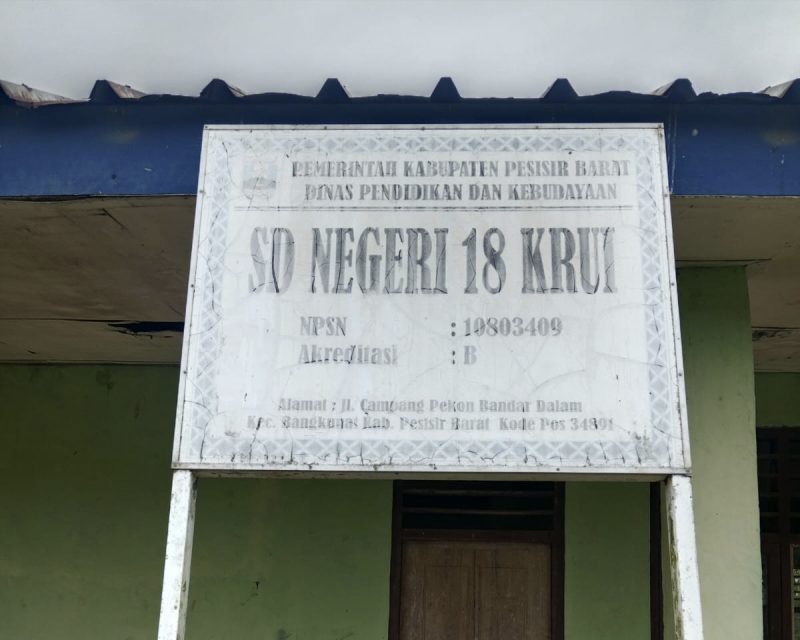 PEMERINTAH KABUPATEN PESISIR BARAT
DINAS PENDIDIKAN DAN KEBUDAYAAN
SD NEGERI 18 KRUI
NPSN : 10803409
Akreditasi : B
Alamat : Jl. Campang Pekon Bandar Dalam
Kec. Bangkunat Kab. Pesisir Barat Kode Pos 34891